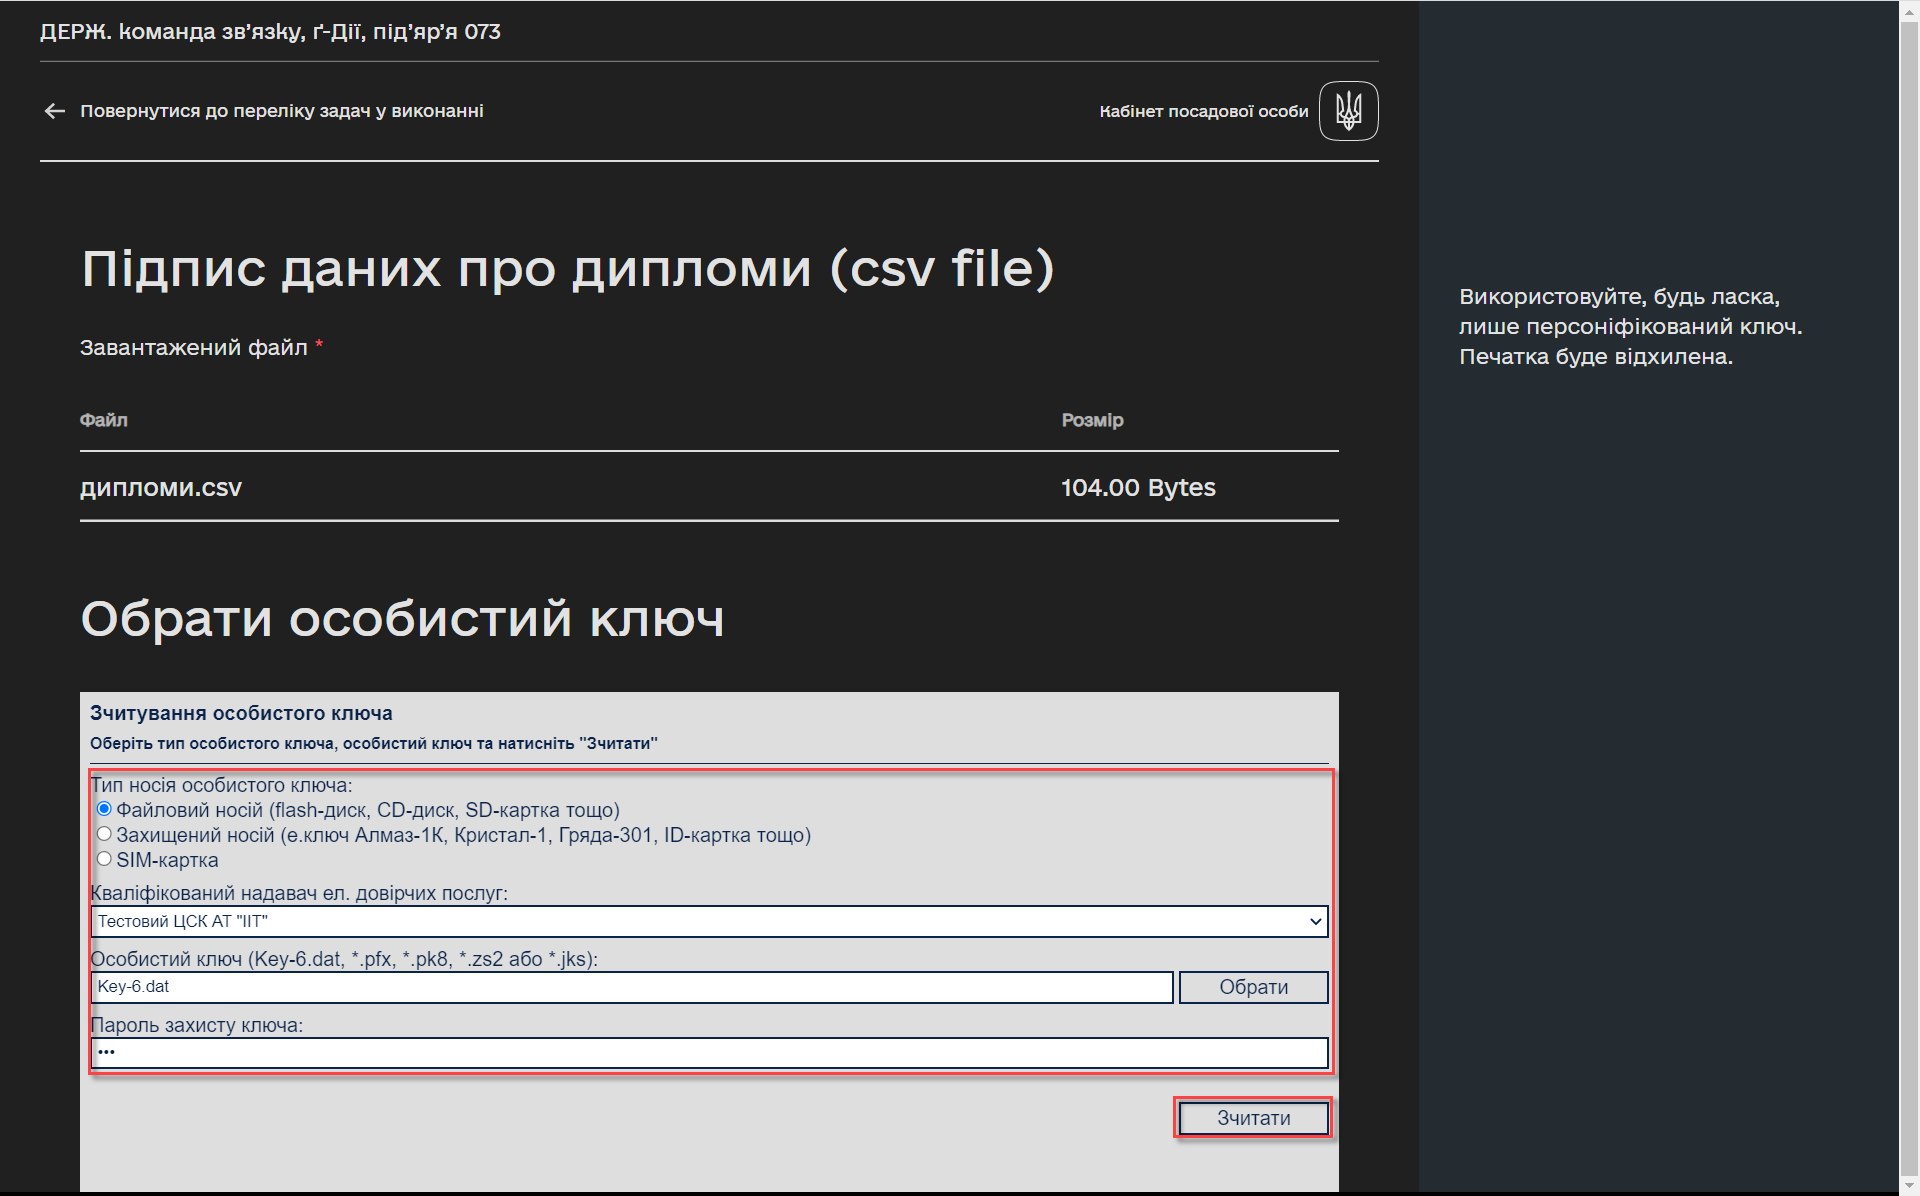 ДЕРЖ. команда зв’язку, ґ-Дії, під’яр’я 073
Повернутися до переліку задач у виконанні
Кабінет посадової особи
Підпис даних про дипломи (csv file)
Завантажений файл *
Файл Розмір
дипломи.csv 104.00 Bytes
Використовуйте, будь ласка,
лише персоніфікований ключ.
Печатка буде відхилена.
Обрати особистий ключ
Зчитування особистого ключа
Оберіть тип особистого ключа, особистий ключ та натисніть "Зчитати"
Тип носія особистого ключа:
Файловий носій (flash-диск, CD-диск, SD-картка тощо)
Захищений носій (е.ключ Алмаз-1К, Кристал-1, Гряда-301, ID-картка тощо)
SIM-картка
Кваліфікований надавач ел. довірчих послуг:
Тестовий ЦСК АТ "ІІТ"
Особистий ключ (Key-6.dat, *.pfx, *.pk8, *.zs2 або *.jks):
Key-6.dat
Обрати
Пароль захисту ключа:
•••
Зчитати